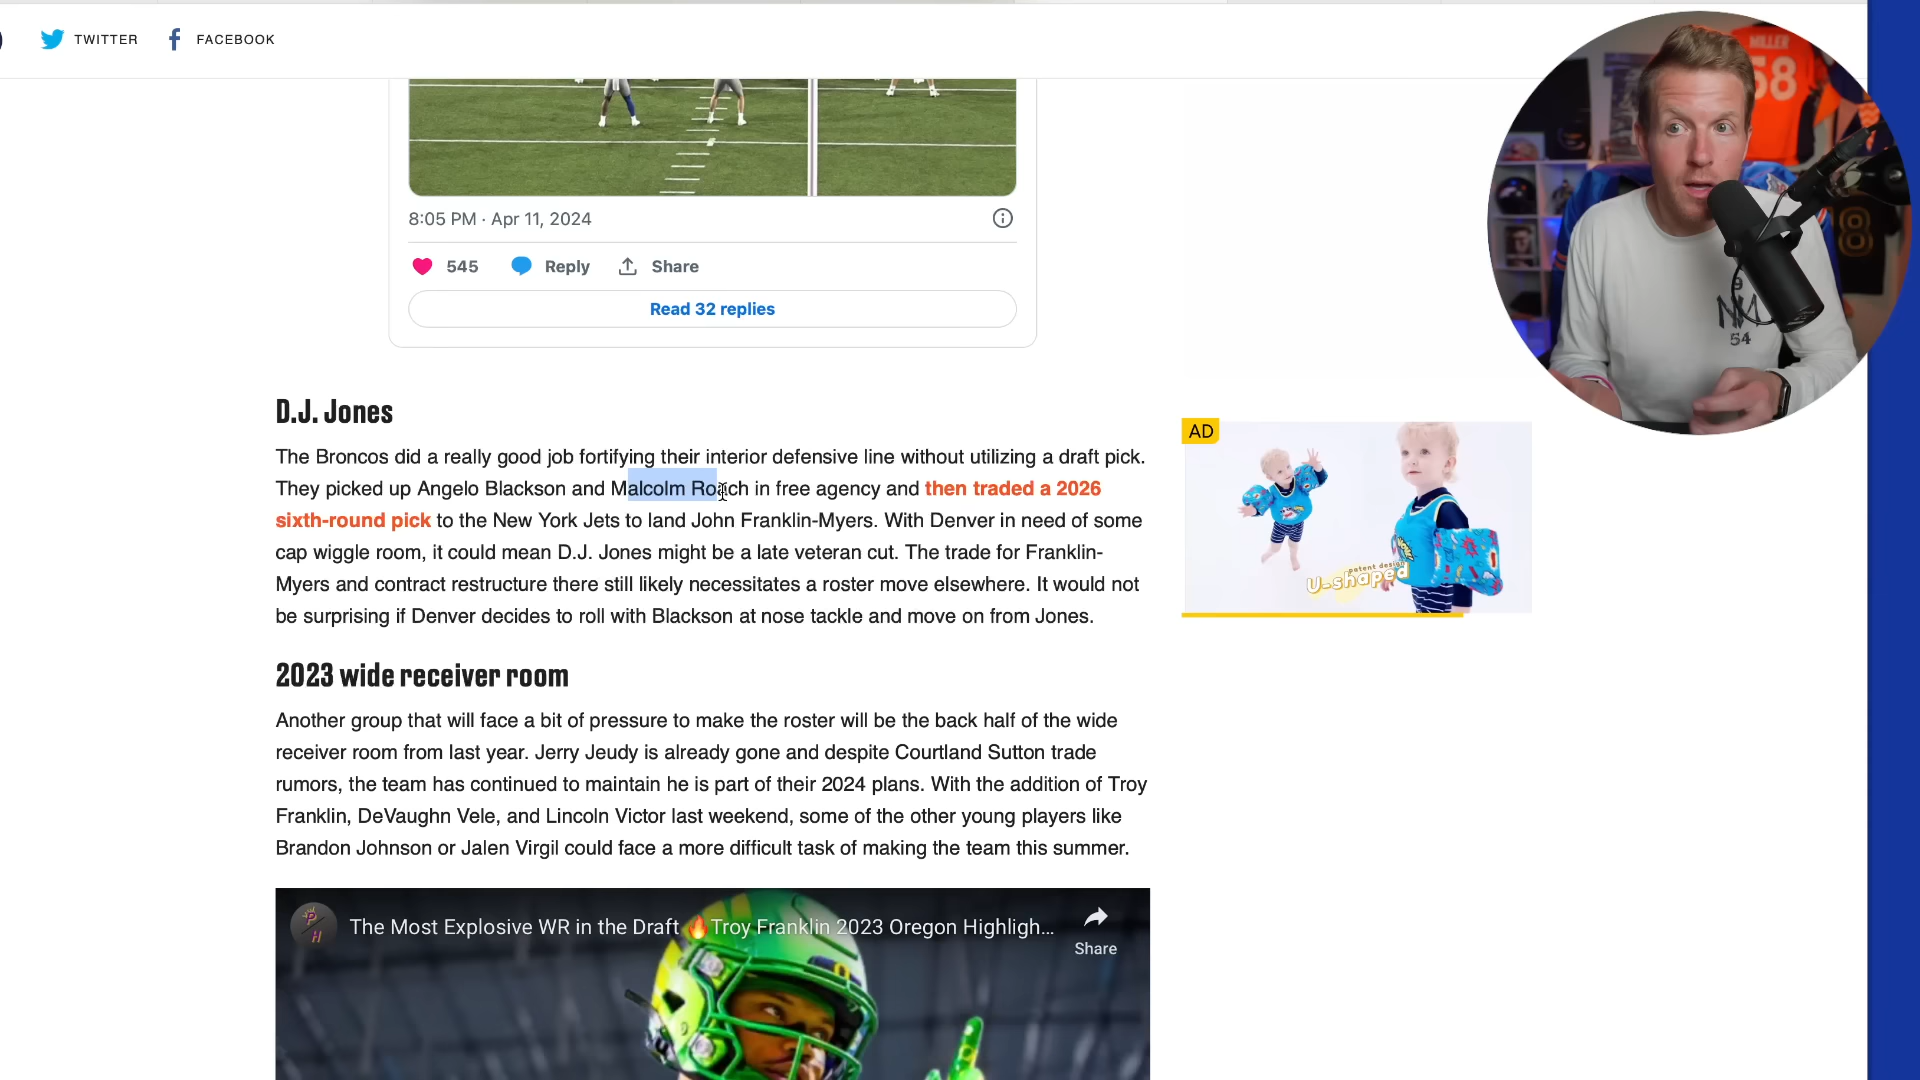 TWITTER FACEBOOK
MILLER
58
8
8:05 PM · Apr 11, 2024
545 Reply Share
Read 32 replies
9
NM
54
D.J. Jones
The Broncos did a really good job fortifying their interior defensive line without utilizing a draft pick.
They picked up Angelo Blackson and Malcolm Roach in free agency and then traded a 2026
sixth-round pick to the New York Jets to land John Franklin-Myers. With Denver in need of some
cap wiggle room, it could mean D.J. Jones might be a late veteran cut. The trade for Franklin-
Myers and contract restructure there still likely necessitates a roster move elsewhere. It would not
be surprising if Denver decides to roll with Blackson at nose tackle and move on from Jones.
AD
patent design
U-shaped
2023 wide receiver room
Another group that will face a bit of pressure to make the roster will be the back half of the wide
receiver room from last year. Jerry Jeudy is already gone and despite Courtland Sutton trade
rumors, the team has continued to maintain he is part of their 2024 plans. With the addition of Troy
Franklin, DeVaughn Vele, and Lincoln Victor last weekend, some of the other young players like
Brandon Johnson or Jalen Virgil could face a more difficult task of making the team this summer.
The Most Explosive WR in the Draft 🔥Troy Franklin 2023 Oregon Highligh...
Share